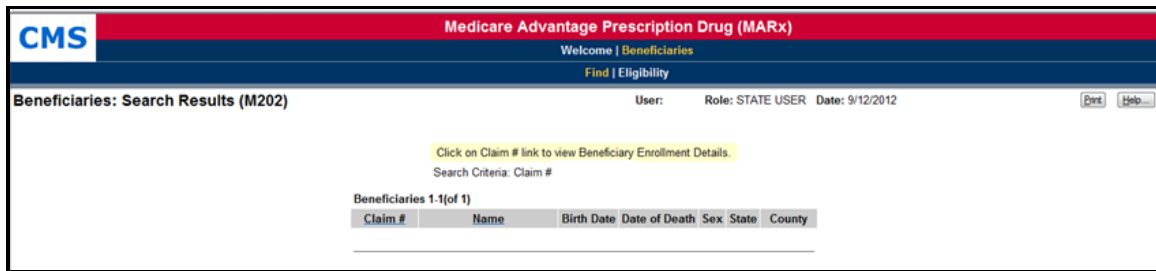 CMS
Medicare Advantage Prescription Drug (MARx)
Welcome | Beneficiaries
Find | Eligibility
Beneficiaries: Search Results (M202) User: Role: STATE USER Date: 9/12/2012 Print Help...
Click on Claim # link to view Beneficiary Enrollment Details.
Search Criteria: Claim #
Beneficiaries 1-1(of 1)
Claim # Name Birth Date Date of Death Sex State County